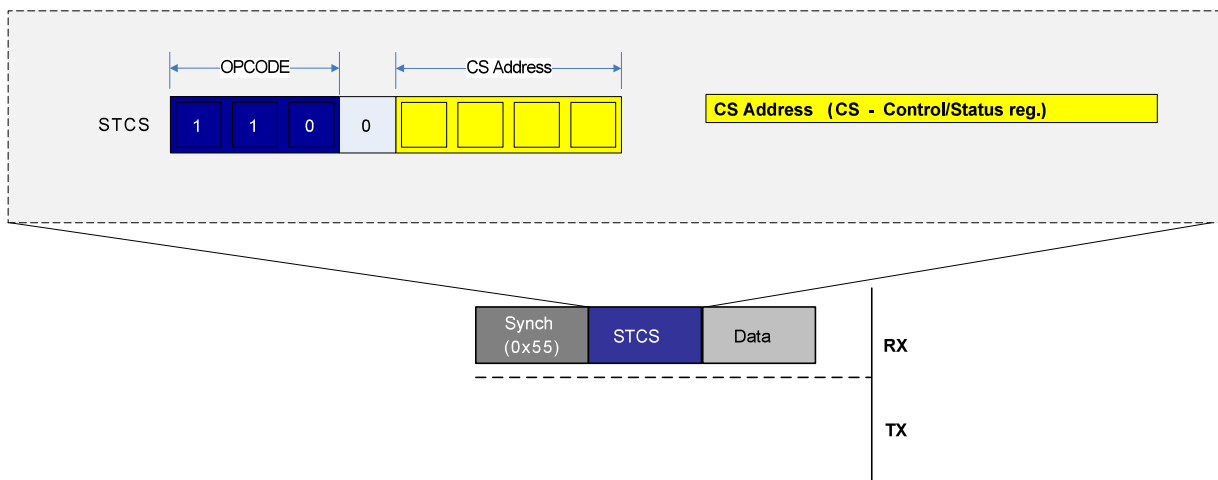 OPCODE CS Address
STCS 1 1 0 0
CS Address (CS - Control/Status reg.)
Synch
(0x55)
STCS
Data
RX
TX